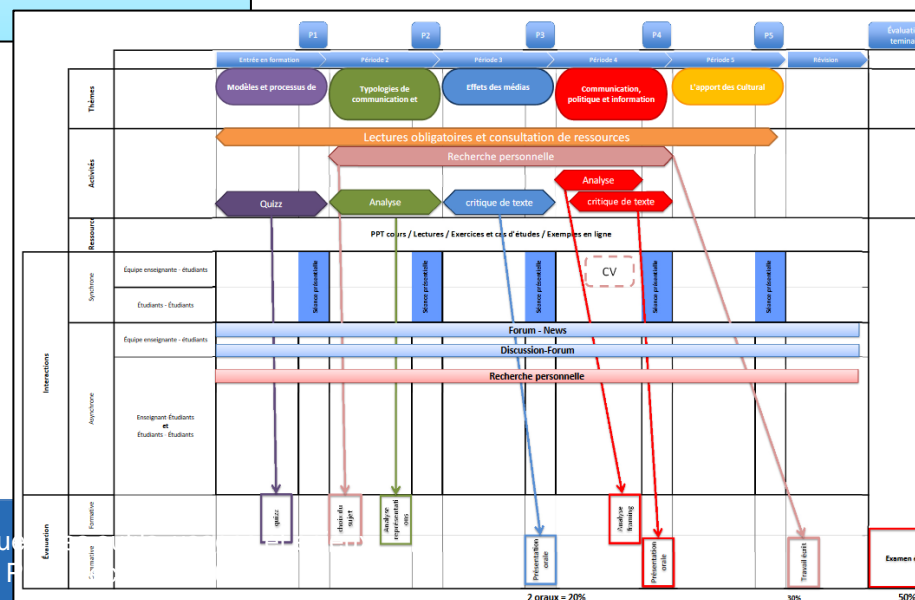 P1
P2
P3
P4
P5
Évaluation
Entrée en formation
Période 2
Période 3
Période 4
Période 5
Révision
Thèmes
Modèles et processus de
Typologies de
communication et
Effets des médias
Communication,
politique et information
L'apport des Cultural
Activités
Lectures obligatoires et consultation de ressources
Recherche personnelle
Analyse
Quizz
Analyse
critique de texte
critique de texte
PPT cours / Lectures / Exercices et cas d'études / Exemples en ligne
Interactions
Synchrone
Équipe enseignante - étudiants
Séance présentielle
Séance présentielle
Séance présentielle
CV
Séance présentielle
Séance présentielle
Étudiants - Étudiants
Asynchrone
Équipe enseignante - étudiants
Forum - News
Discussion-Forum
Recherche personnelle
Enseignant Étudiants
et
Étudiants - Étudiants
Évaluation
Formative
quizz
choix du
sujet
Analyse
représentati
ons
Analyse
framing
Présentation
orale
Présentation
orale
Travail écrit
Examen
2 oraux = 20%
30%
50%